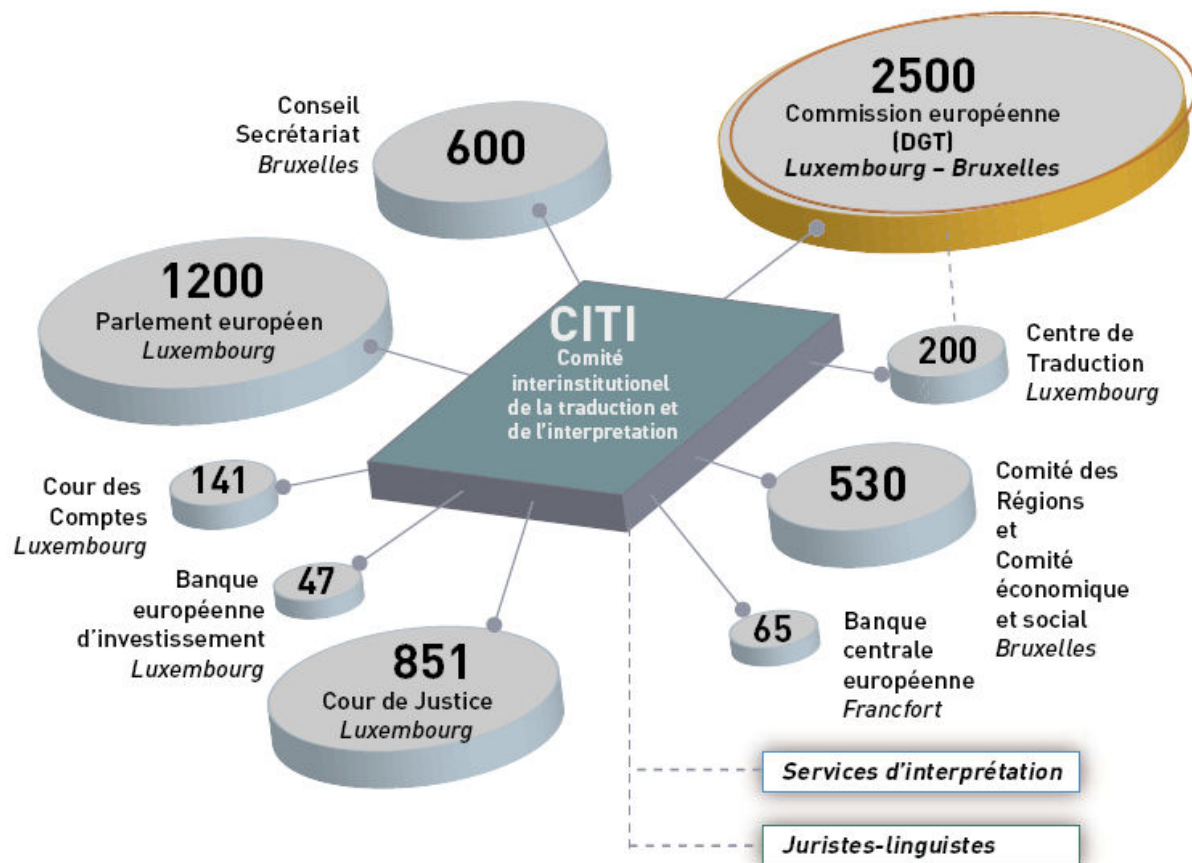 2500
Commission européenne
(DGT)
Luxembourg – Bruxelles
Conseil
Secrétariat
Bruxelles
600
1200
Parlement européen
Luxembourg
CITI
Comité
interinstitutionel
de la traduction et
de l'interpretation
200
Centre de
Traduction
Luxembourg
141
Cour des
Comptes
Luxembourg
530
Comité des
Régions
et
Comité
économique
et social
Bruxelles
47
Banque
européenne
d'investissement
Luxembourg
65
Banque
centrale
européenne
Francfort
851
Cour de Justice
Luxembourg
Services d'interprétation
Juristes-linguistes